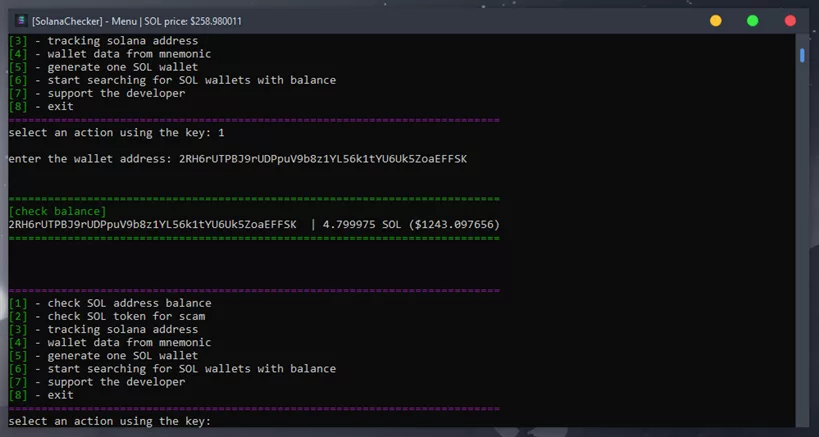 [SolanaChecker] - Menu | SOL price: $258.980011
[3] - tracking solana address
[4] - wallet data from mnemonic
[5] - generate one SOL wallet
[6] - start searching for SOL wallets with balance
[7] - support the developer
[8] - exit
===========================================================================
select an action using the key: 1
enter the wallet address: 2RH6rUTPBJ9rUDPpuV9b8z1YL56k1tYU6Uk5ZoaEFFSK
===========================================================================
[check balance]
2RH6rUTPBJ9rUDPpuV9b8z1YL56k1tYU6Uk5ZoaEFFSK | 4.799975 SOL ($1243.097656)
===========================================================================
===========================================================================
[1] - check SOL address balance
[2] - check SOL token for scam
[3] - tracking solana address
[4] - wallet data from mnemonic
[5] - generate one SOL wallet
[6] - start searching for SOL wallets with balance
[7] - support the developer
[8] - exit
===========================================================================
select an action using the key: